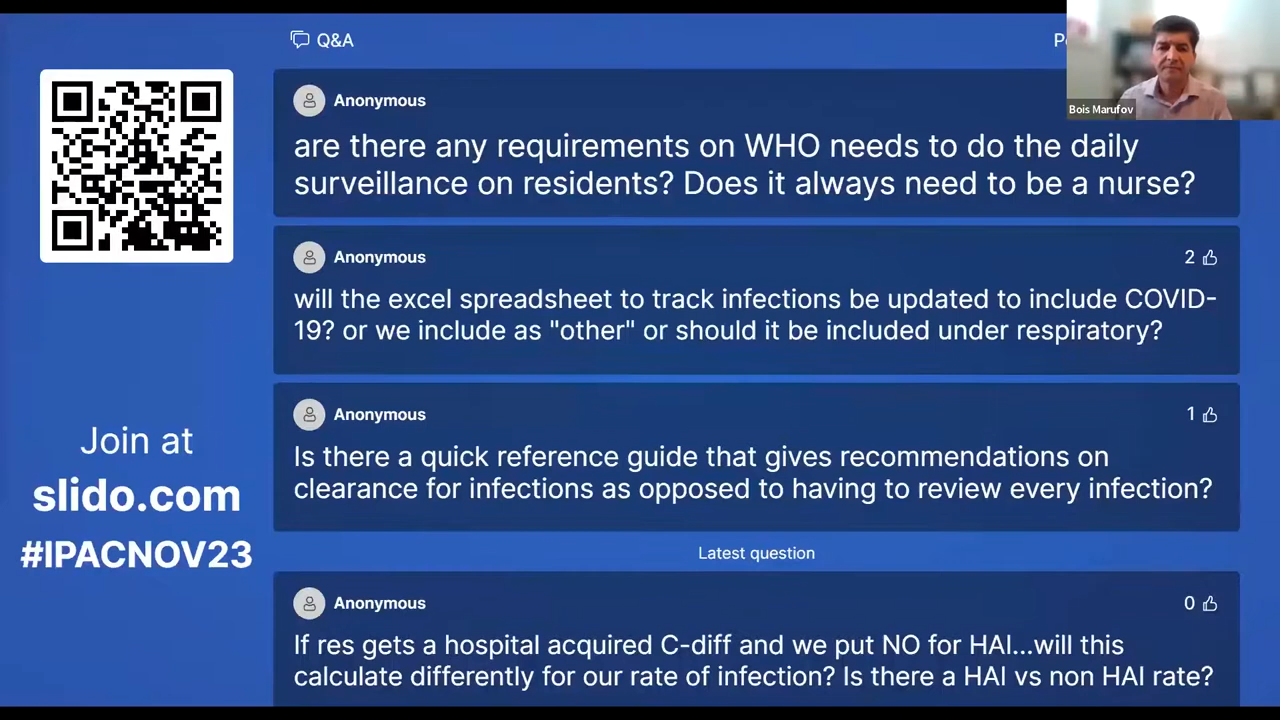 Q&A
Bois Marufov
Anonymous
are there any requirements on WHO needs to do the daily
surveillance on residents? Does it always need to be a nurse?
Anonymous
2
will the excel spreadsheet to track infections be updated to include COVID-
19? or we include as "other" or should it be included under respiratory?
Anonymous
1
Is there a quick reference guide that gives recommendations on
clearance for infections as opposed to having to review every infection?
Join at
slido.com
#IPACNOV23
Latest question
Anonymous
0
If res gets a hospital acquired C-diff and we put NO for HAI...will this
calculate differently for our rate of infection? Is there a HAI vs non HAI rate?